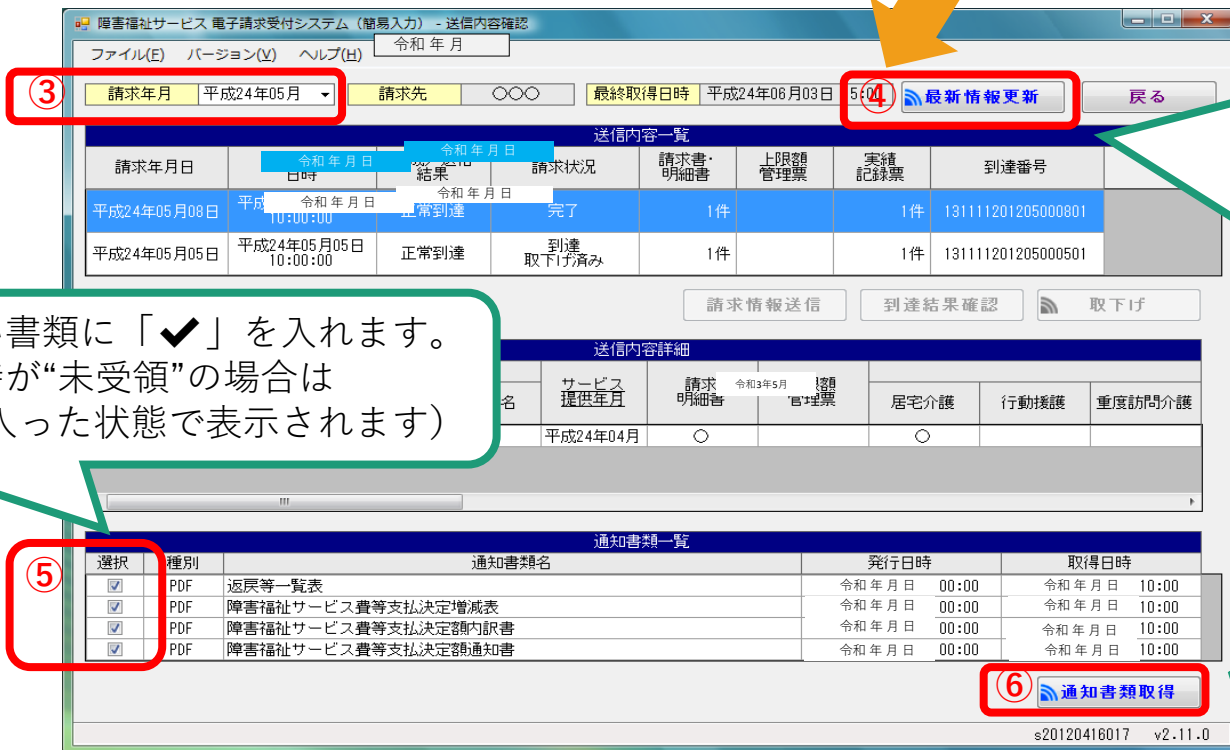 障害福祉サービス 電子請求受付システム（簡易入力） - 送信内容確認
ファイル(F) バージョン(V) ヘルプ(H) 令和 年 月
③ 請求年月 平成24年05月 請求先 〇〇〇 最終取得日時 平成24年06月03日 ④ 最新情報更新 戻る
送信内容一覧
請求年月日 令和 年 月 日 日時 令和 年 月 日 結果 請求状況 請求書・明細書 上限額管理票 実績記録票 到達番号
平成24年05月08日 令和 年 月 日 10:00:00 令和 年 月 日 正常到達 完了 1件 1件 131111201205000801
平成24年05月05日 平成24年05月05日 10:00:00 正常到達 到達 取下げ済み 1件 1件 131111201205000501
請求情報送信 到達結果確認 取下げ
書類に「✔」を入れます。
が“未受領”の場合は
入った状態で表示されます）
送信内容詳細
名 サービス提供年月 請求 明細書 令和3年5月 額 管理票 居宅介護 行動援護 重度訪問介護
平成24年04月 〇 〇
通知書類一覧
⑤ 選択 種別 通知書類名 発行日時 取得日時
PDF 返戻等一覧表 令和 年 月 日 00:00 令和 年 月 日 10:00
PDF 障害福祉サービス費等支払決定増減表 令和 年 月 日 00:00 令和 年 月 日 10:00
PDF 障害福祉サービス費等支払決定額内訳書 令和 年 月 日 00:00 令和 年 月 日 10:00
PDF 障害福祉サービス費等支払決定額通知書 令和 年 月 日 00:00 令和 年 月 日 10:00
⑥ 通知書類取得
s20120416017 v2.11.0